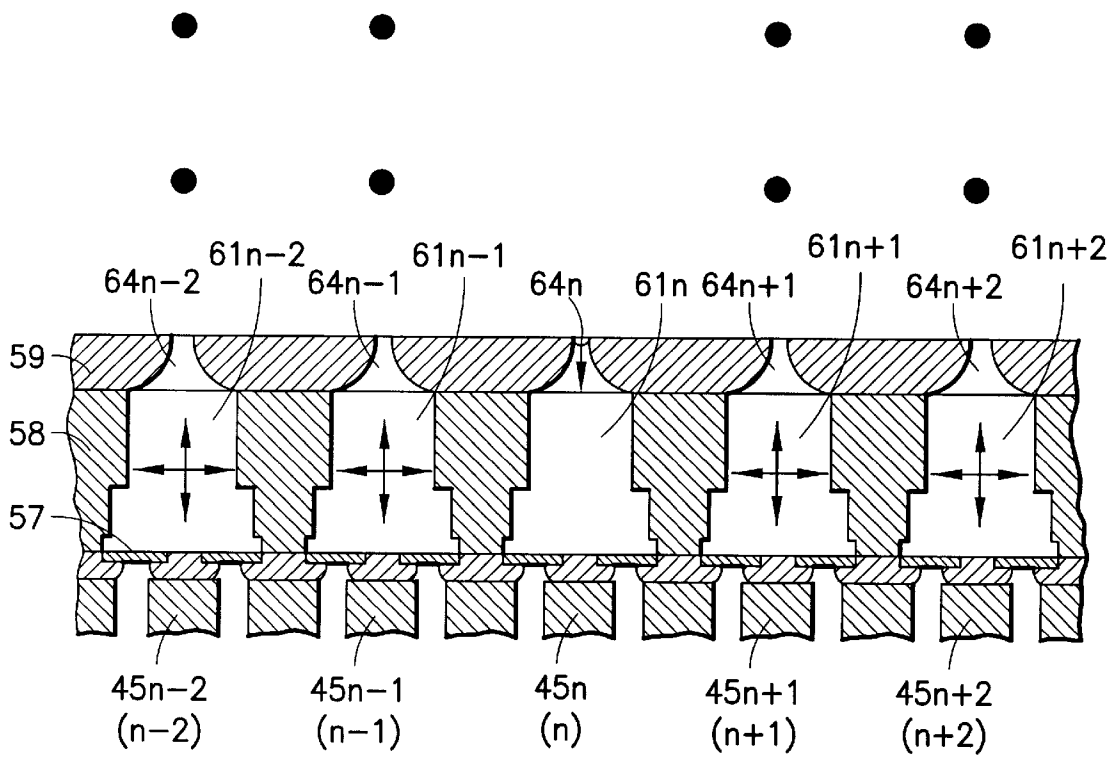 61n-2 61n-1 61n+1 61n+2
64n-2 64n-1 64n 61n 64n+1 64n+2
59
58
57
45n-2 45n-1 45n 45n+1 45n+2
(n-2) (n-1) (n) (n+1) (n+2)